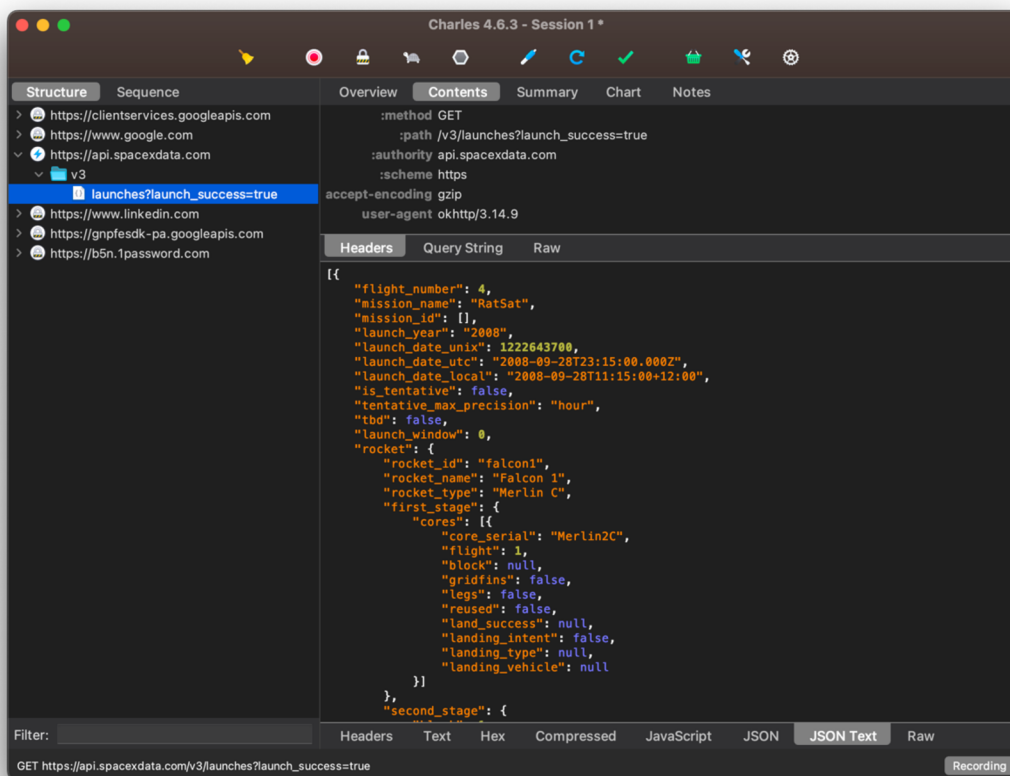 Charles 4.6.3 - Session 1 *
Structure Sequence
https://clientservices.googleapis.com
https://www.google.com
https://api.spacexdata.com
v3
launches?launch_success=true
https://www.linkedin.com
https://gnpfesdk-pa.googleapis.com
https://b5n.1password.com
Overview Contents Summary Chart Notes
:method GET
:path /v3/launches?launch_success=true
:authority api.spacexdata.com
:scheme https
accept-encoding gzip
user-agent okhttp/3.14.9
Headers Query String Raw
[{
"flight_number": 4,
"mission_name": "RatSat",
"mission_id": [],
"launch_year": "2008",
"launch_date_unix": 1222643700,
"launch_date_utc": "2008-09-28T23:15:00.000Z",
"launch_date_local": "2008-09-28T11:15:00+12:00",
"is_tentative": false,
"tentative_max_precision": "hour",
"tbd": false,
"launch_window": 0,
"rocket": {
"rocket_id": "falcon1",
"rocket_name": "Falcon 1",
"rocket_type": "Merlin C",
"first_stage": {
"cores": [{
"core_serial": "Merlin2C",
"flight": 1,
"block": null,
"gridfins": false,
"legs": false,
"reused": false,
"land_success": null,
"landing_intent": false,
"landing_type": null,
"landing_vehicle": null
}]
},
"second_stage": {
Filter:
Headers Text Hex Compressed JavaScript JSON JSON Text Raw
GET https://api.spacexdata.com/v3/launches?launch_success=true
Recording